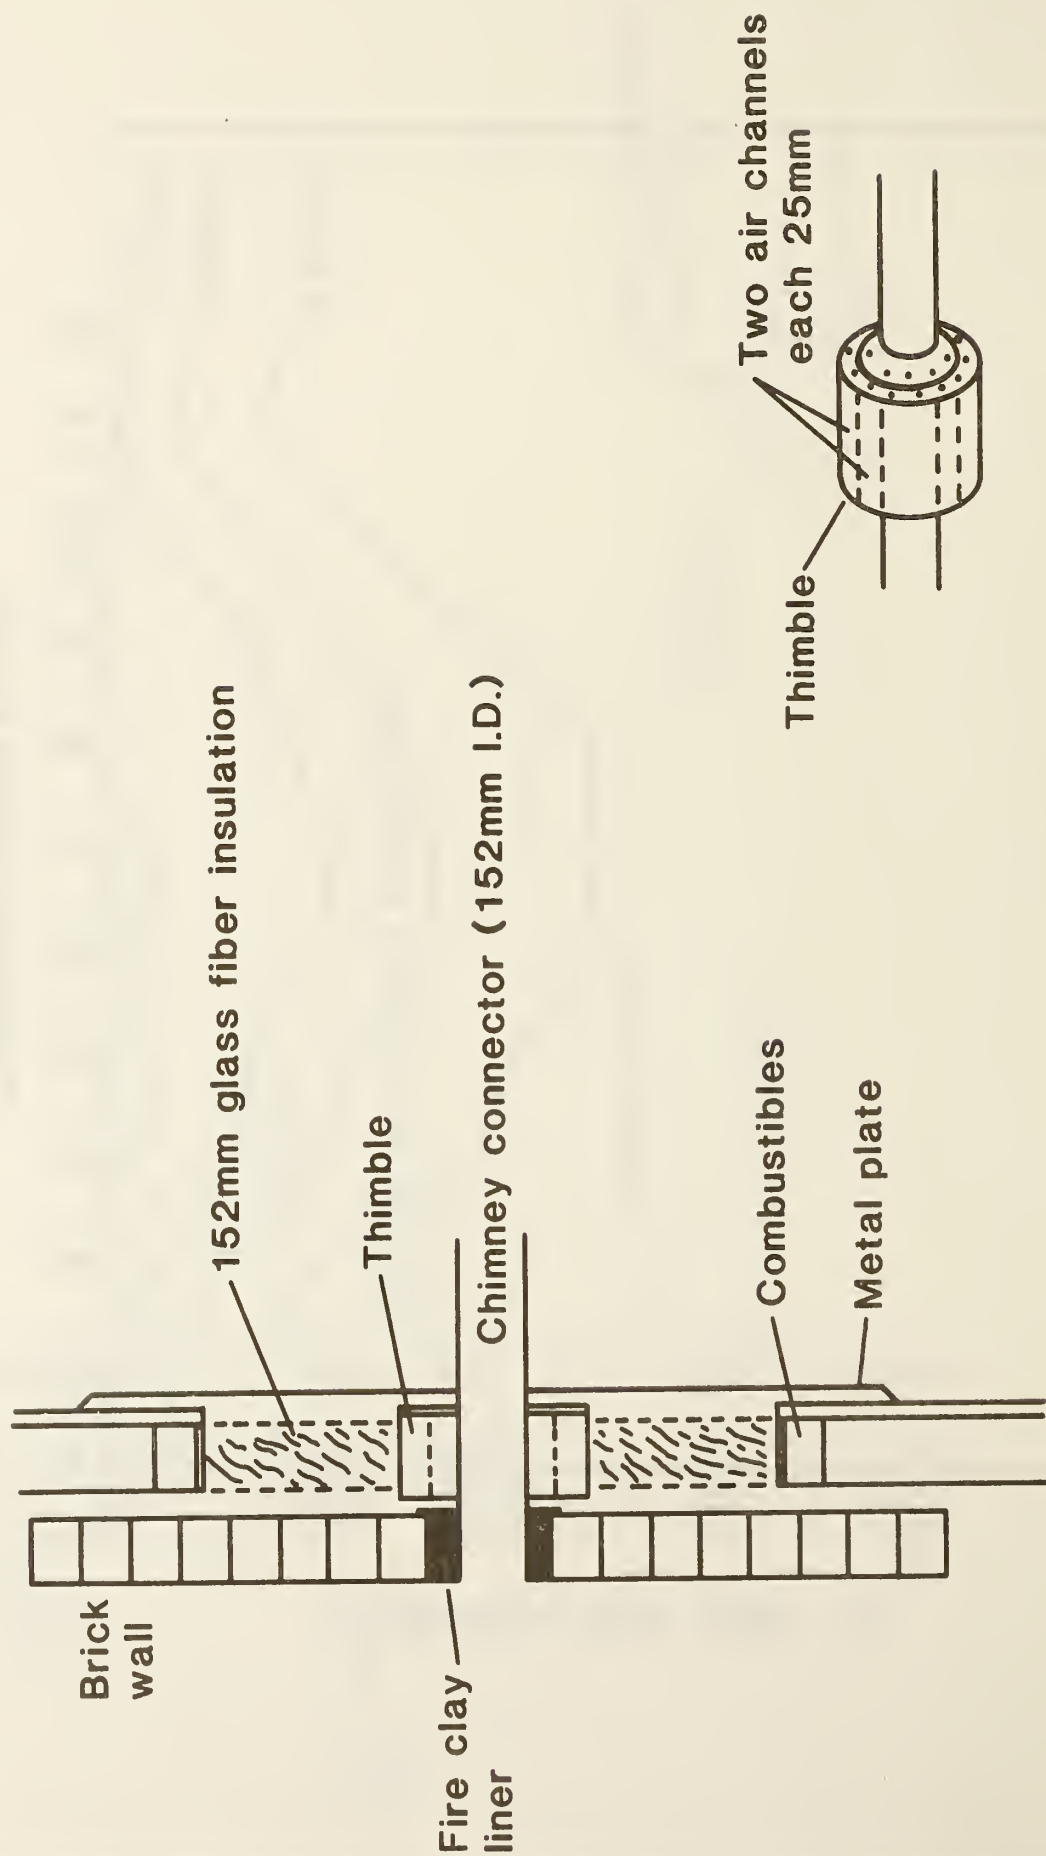 Brick
wall
Fire clay
liner
152mm glass fiber insulation
Thimble
Chimney connector (152mm I.D.)
Combustibles
Metal plate
Thimble
Two air channels
each 25mm